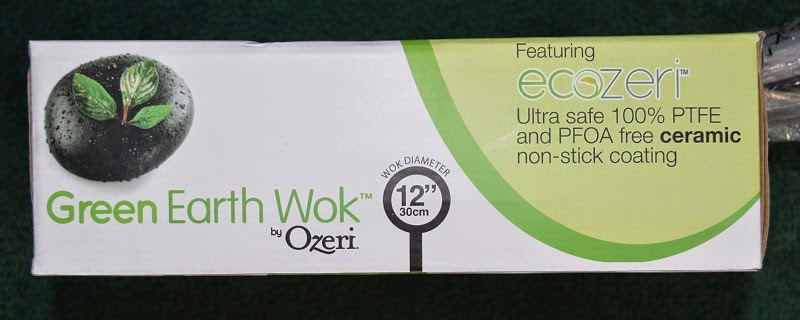 Green Earth Wok™
by Ozeri.
WOK DIAMETER
12”
30cm
Featuring
ecozeri™
Ultra safe 100% PTFE
and PFOA free ceramic
non-stick coating